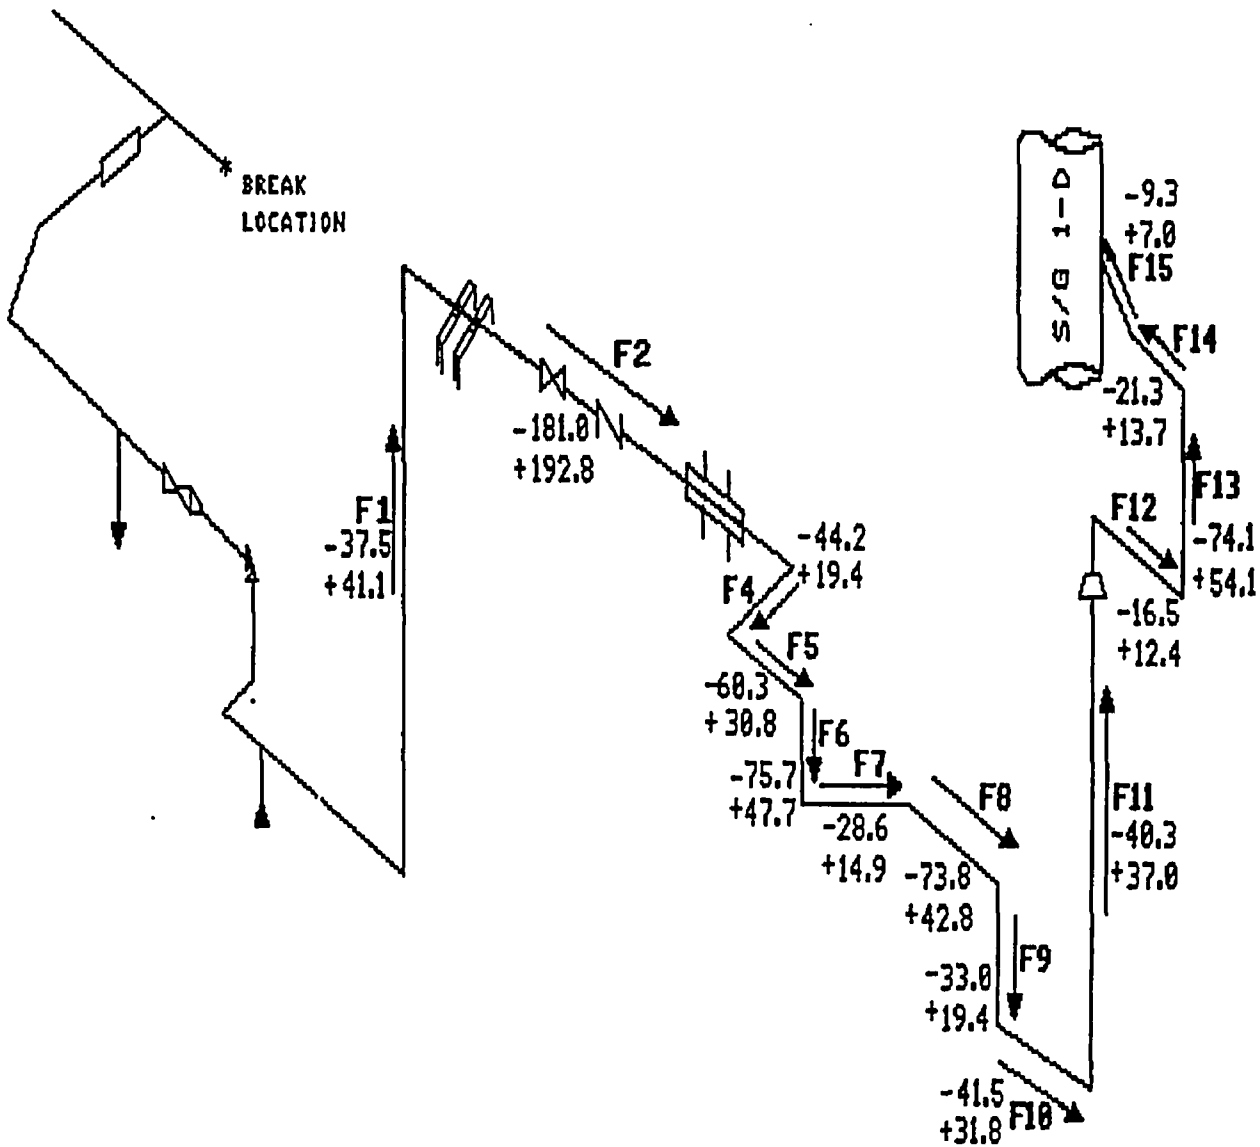 BREAK
LOCATION
S/G 1-D
-9.3
+7.0
F15
F14
-21.3
+13.7
F2
-181.0
+192.8
F1
-37.5
+41.1
F13
-74.1
+54.1
F12
-16.5
+12.4
-44.2
+19.4
F4
F5
-60.3
+30.8
F6
-75.7
+47.7
F7
-28.6
+14.9
F8
-73.8
+42.8
F11
-40.3
+37.0
F9
-33.0
+19.4
-41.5
+31.8
F10